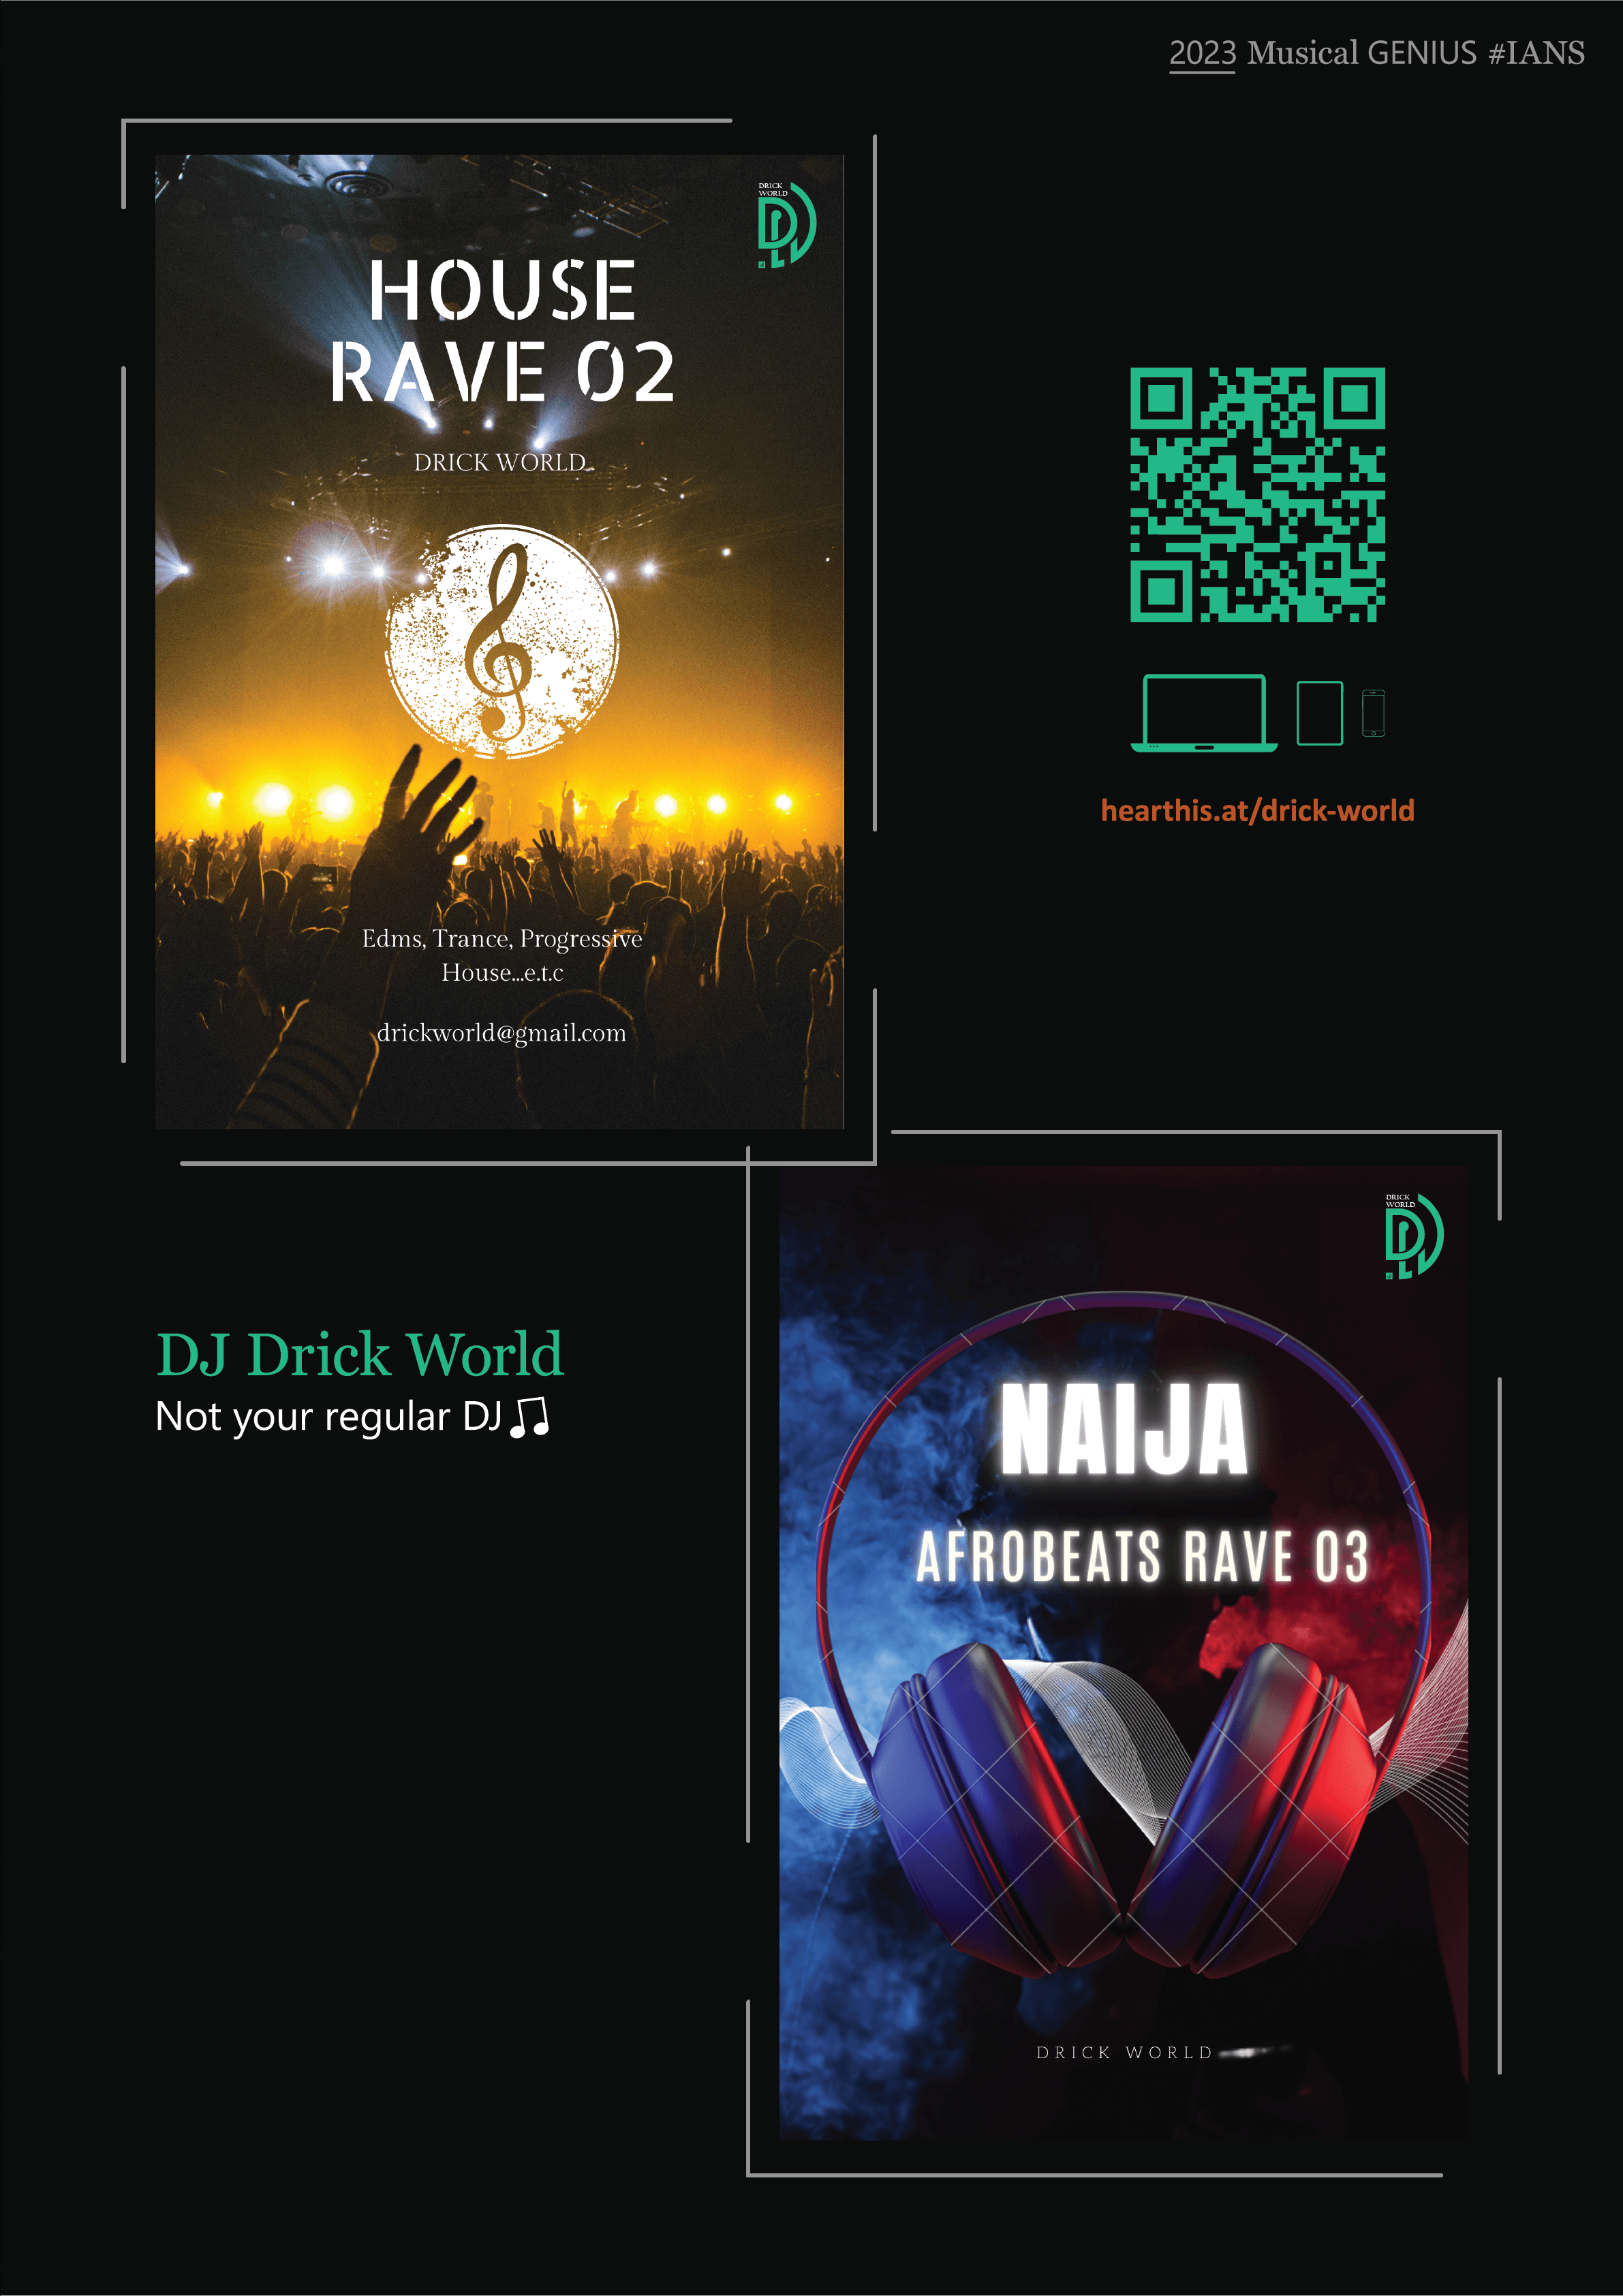 2023 Musical GENIUS #IANS
DRICK
WORLD
HOUSE
RAVE 02
DRICK WORLD
Edms, Trance, Progressive
House...e.t.c
drickworld@gmail.com
hearthis.at/drick-world
DJ Drick World
Not your regular DJ
DRICK
WORLD
NAIJA
AFROBEATS RAVE 03
DRICK WORLD